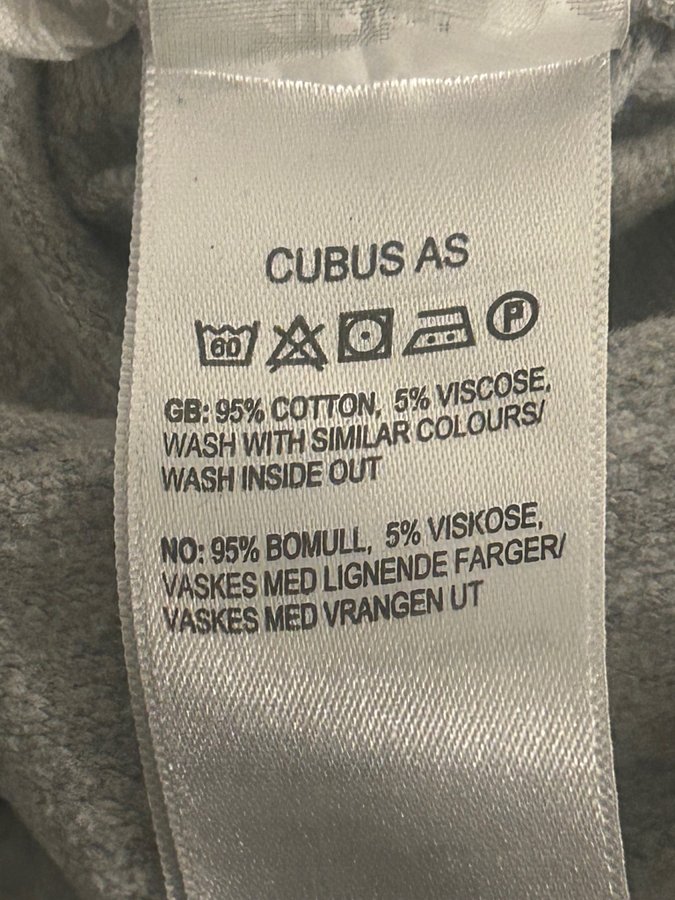 CUBUS AS
60 P
GB: 95% COTTON, 5% VISCOSE,
WASH WITH SIMILAR COLOURS/
WASH INSIDE OUT
NO: 95% BOMULL, 5% VISKOSE,
VASKES MED LIGNENDE FARGER/
VASKES MED VRANGEN UT